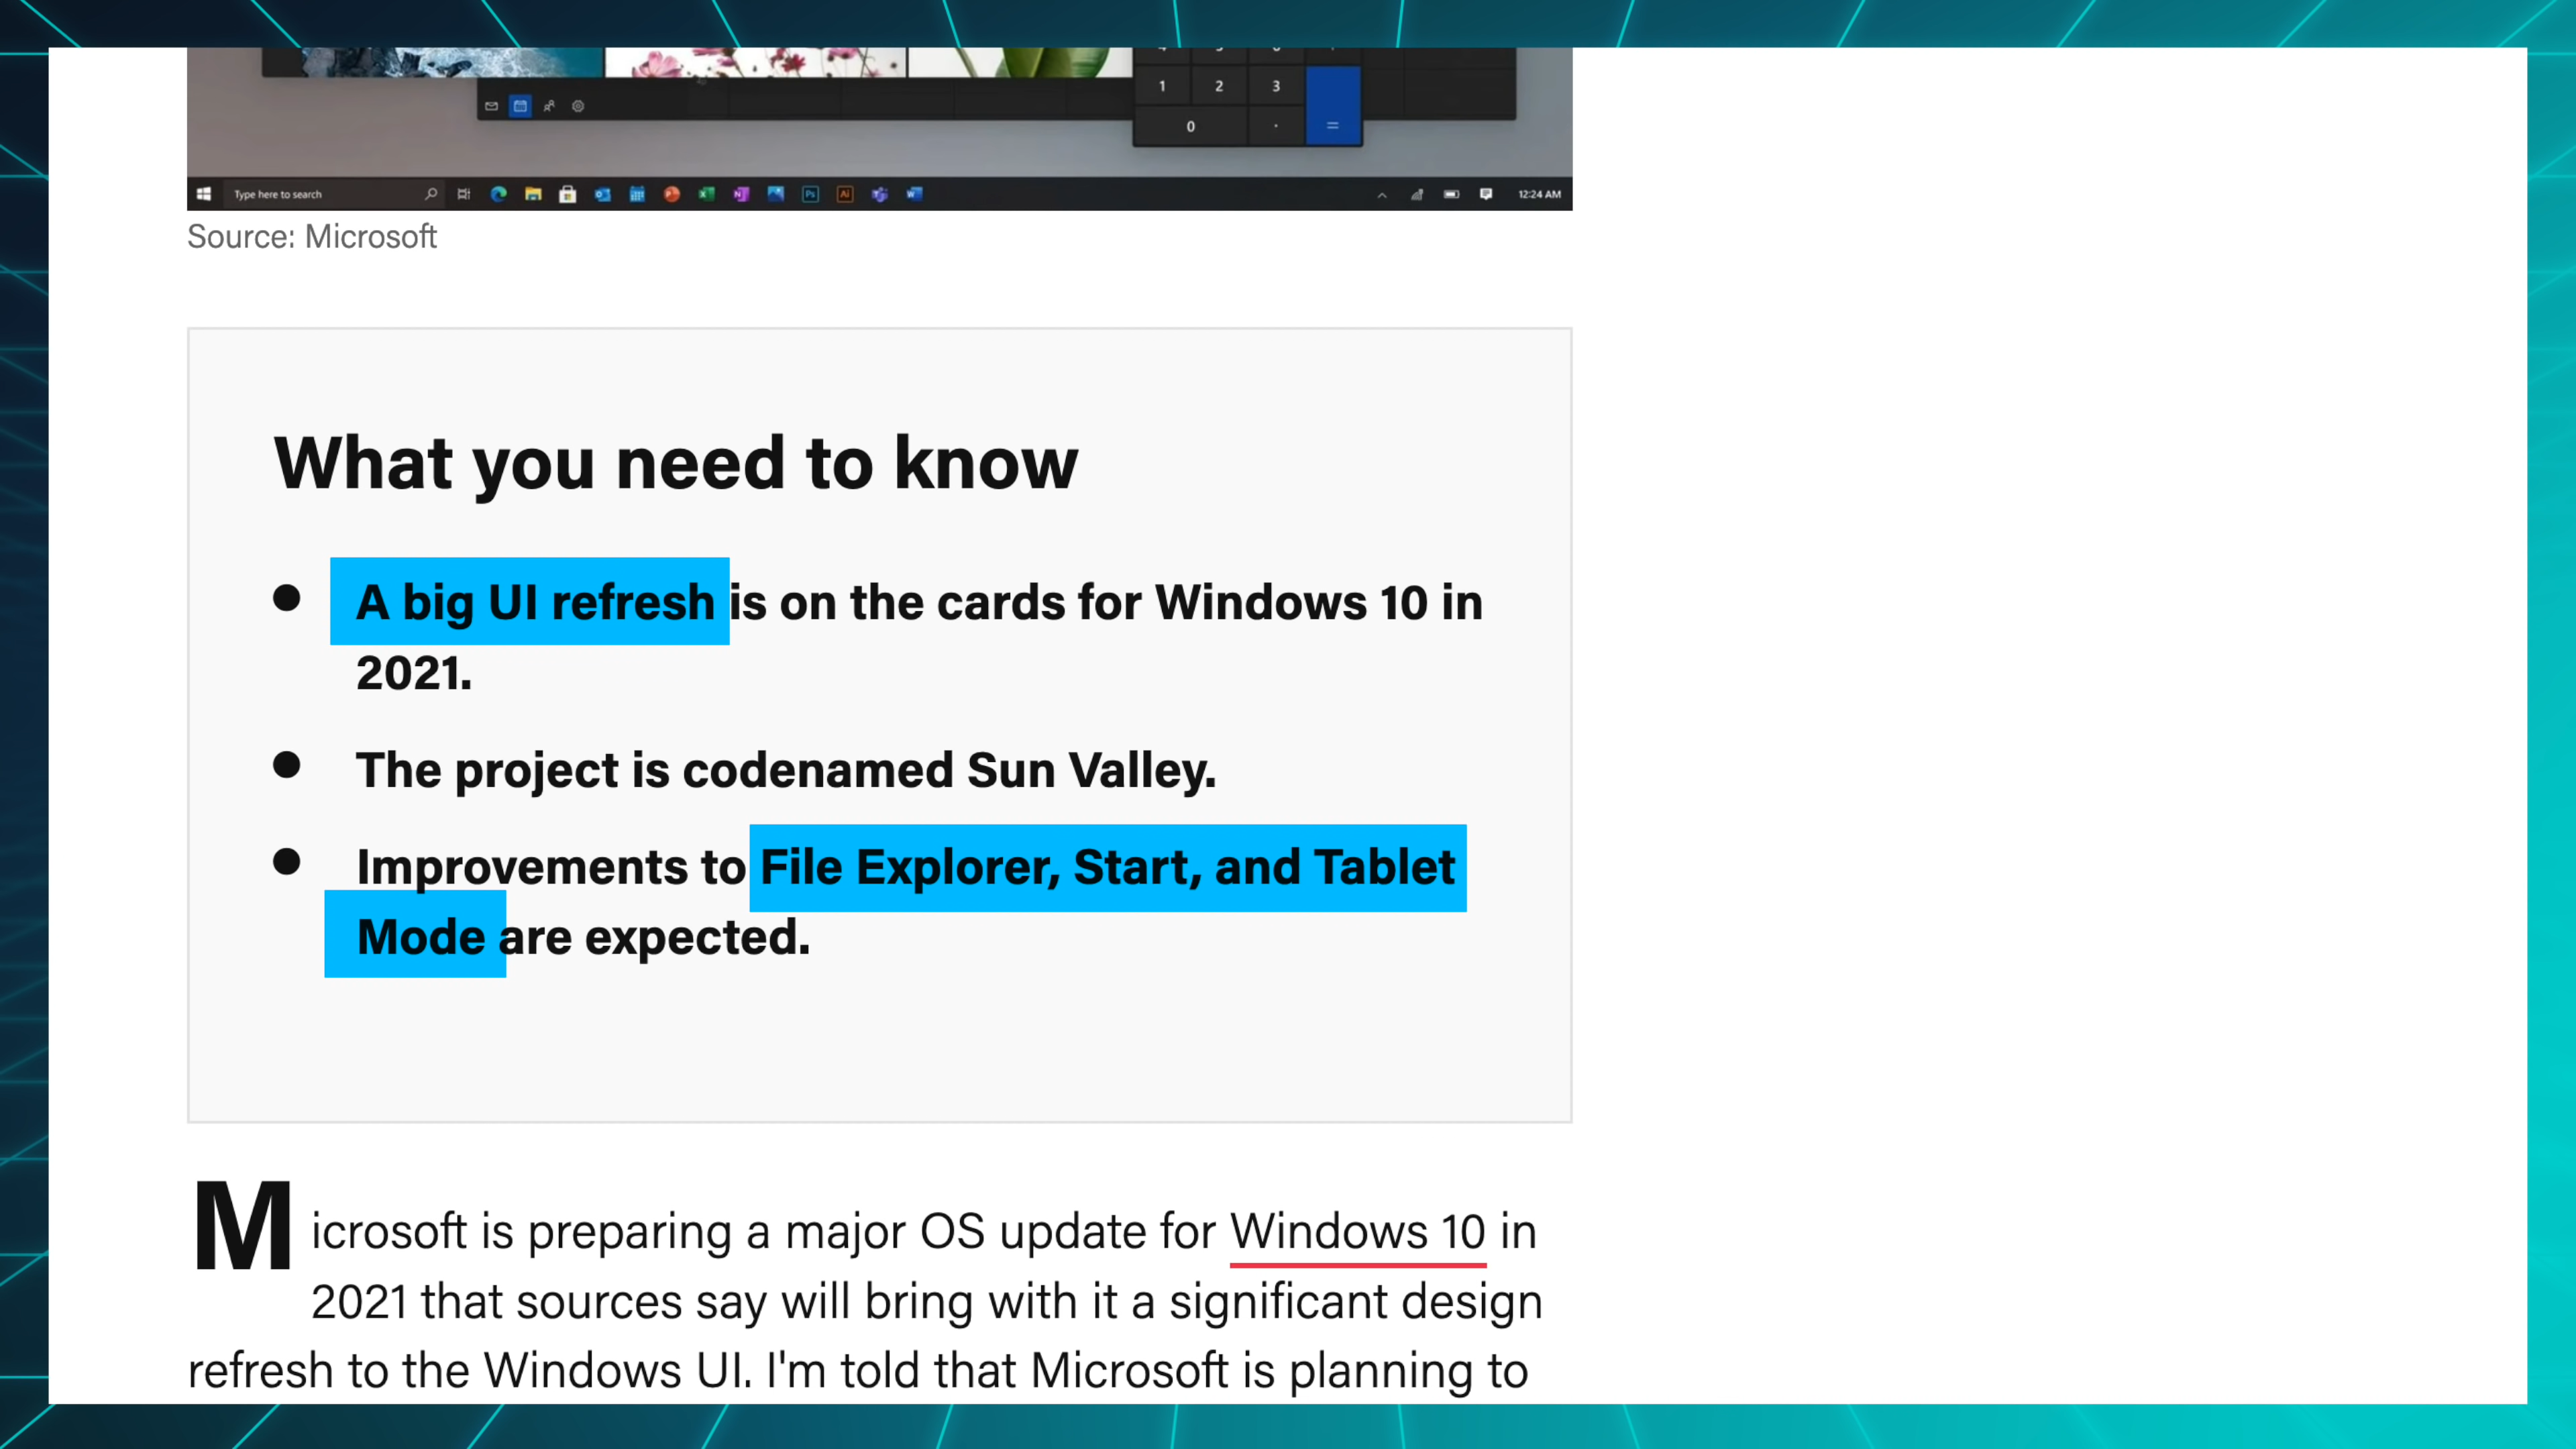 1 2 3
0 . =
Type here to search
Ps Ai
12:24 AM
Source: Microsoft
What you need to know
● A big UI refresh is on the cards for Windows 10 in
2021.
● The project is codenamed Sun Valley.
● Improvements to File Explorer, Start, and Tablet
Mode are expected.
Microsoft is preparing a major OS update for Windows 10 in
2021 that sources say will bring with it a significant design
refresh to the Windows UI. I'm told that Microsoft is planning to